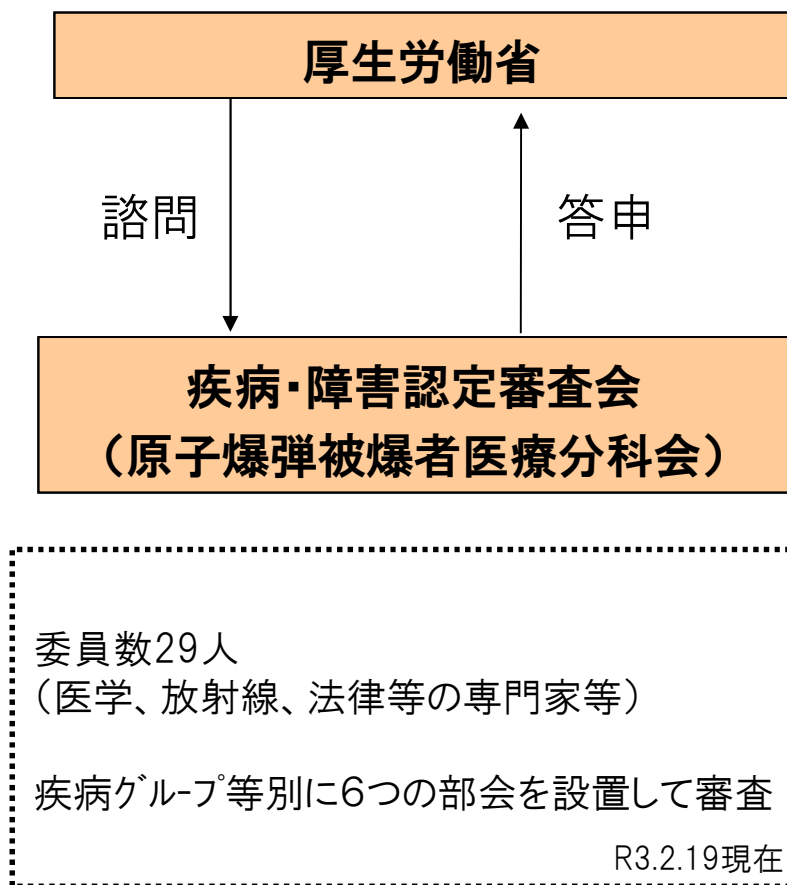 厚生労働省
諮問
答申
疾病・障害認定審査会
（原子爆弾被爆者医療分科会）
委員数29人
（医学、放射線、法律等の専門家等）
疾病ｸﾞﾙｰﾌﾟ等別に６つの部会を設置して審査
R3.2.19現在